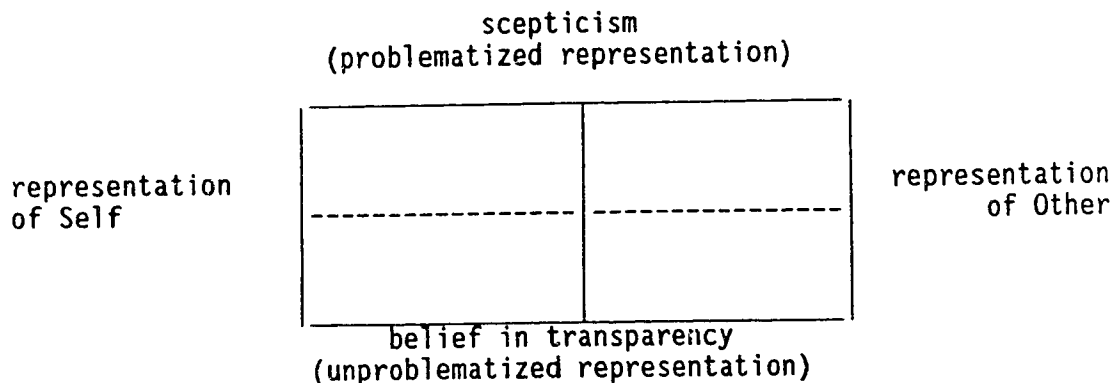 scepticism
(problematized representation)
representation
of Self
representation
of Other
belief in transparency
(unproblematized representation)